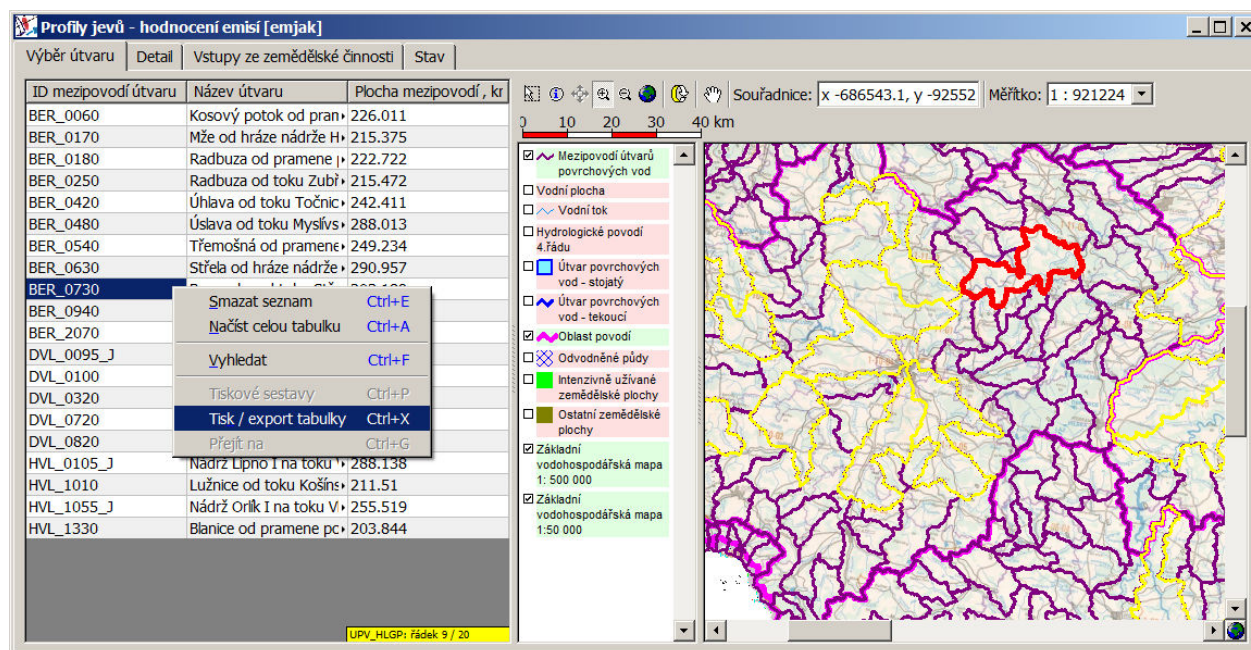 Profily jevů - hodnocení emisí [emjak]
Výběr útvaru Detail Vstupy ze zemědělské činnosti Stav
ID mezipovodí útvaru Název útvaru Plocha mezipovodí , kr
BER_0060 Kosový potok od pran 226.011
BER_0170 Mže od hráze nádrže H 215.375
BER_0180 Radbuza od pramene 222.722
BER_0250 Radbuza od toku Zubř 215.472
BER_0420 Úhlava od toku Točnic 242.411
BER_0480 Úslava od toku Myslívs 288.013
BER_0540 Třemošná od pramene 249.234
BER_0630 Střela od hráze nádrže 290.957
BER_0730
BER_0940
BER_2070
DVL_0095_J
DVL_0100
DVL_0320
DVL_0720
DVL_0820
HVL_0105_J Nádrž Lipno I na toku 288.138
HVL_1010 Lužnice od toku Košíns 211.51
HVL_1055_J Nádrž Orlík I na toku Vl 255.519
HVL_1330 Blanice od pramene pc 203.844
UPV_HLGP: řádek 9 / 20
Smazat seznam Ctrl+E
Načíst celou tabulku Ctrl+A
Vyhledat Ctrl+F
Tiskové sestavy Ctrl+P
Tisk / export tabulky Ctrl+X
Přejít na Ctrl+G
Souřadnice: x -686543.1, y -92552 Měřítko: 1 : 921224
0 10 20 30 40 km
Mezipovodí útvarů
povrchových vod
Vodní plocha
Vodní tok
Hydrologické povodí
4.řádu
Útvar povrchových
vod - stojatý
Útvar povrchových
vod - tekoucí
Oblast povodí
Odvodněné půdy
Intenzivně užívané
zemědělské plochy
Ostatní zemědělské
plochy
Základní
vodohospodářská mapa
1: 500 000
Základní
vodohospodářská mapa
1:50 000